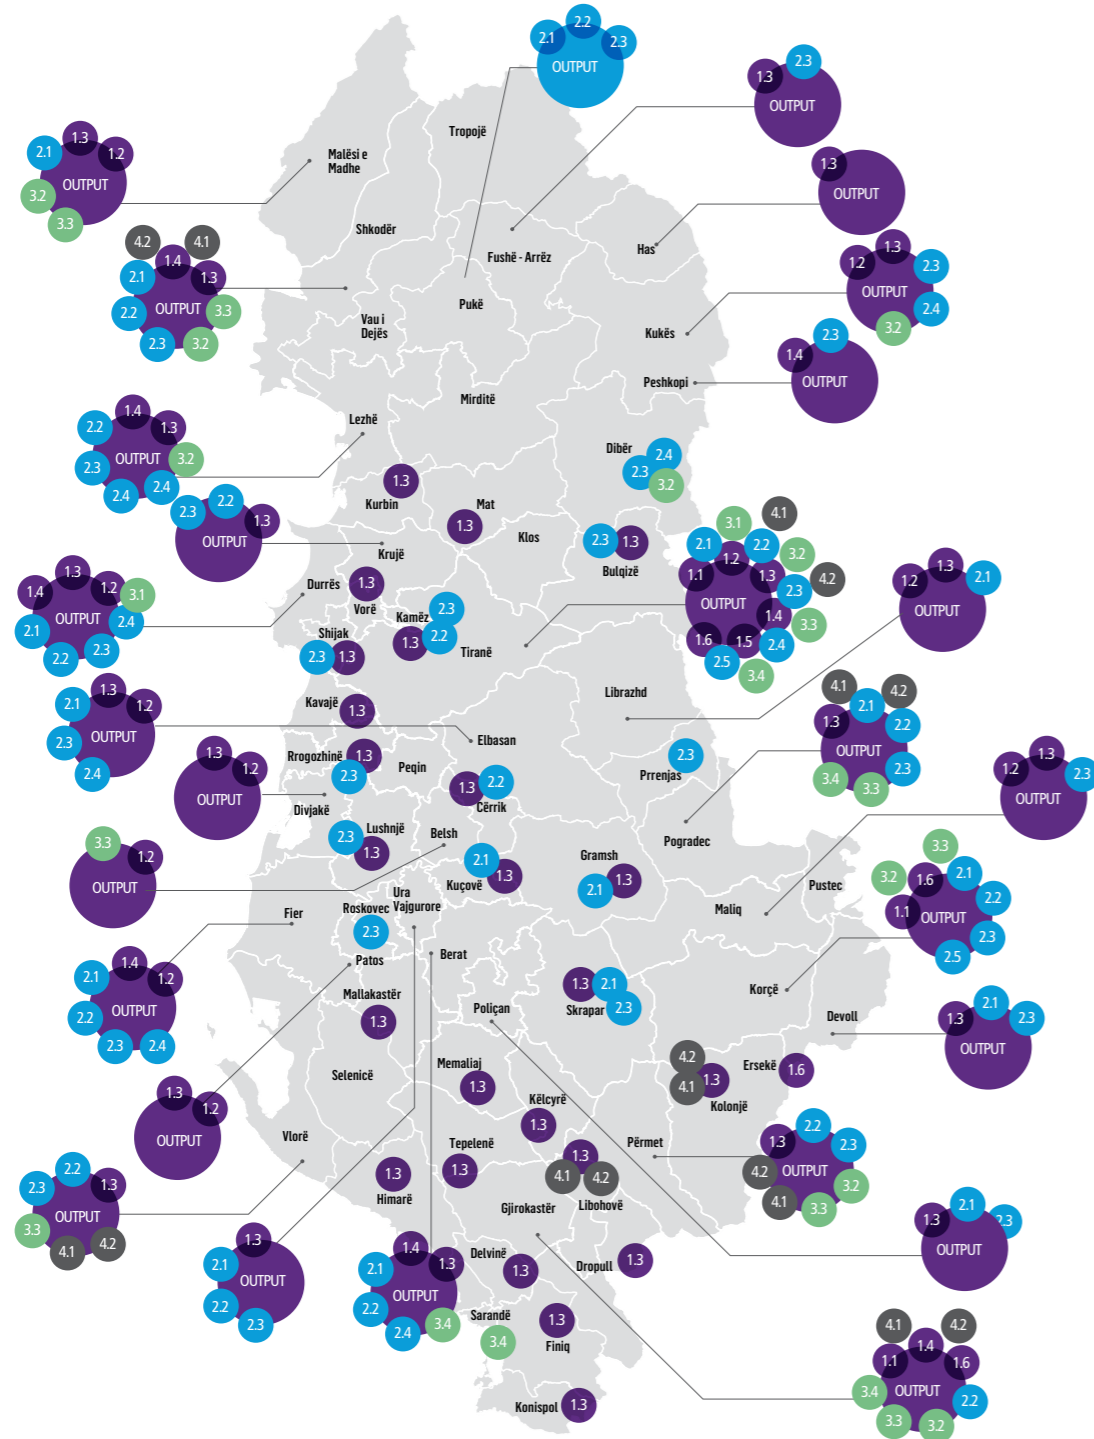 2.2
2.1
2.3
OUTPUT
2.3
1.3
OUTPUT
Tropojë
1.3
2.1
1.2
OUTPUT
3.2
3.3
Malësi e
Madhe
1.3
OUTPUT
Shkodër
Fushë - Arrëz
Has
4.2
4.1
1.4
2.1
1.3
OUTPUT
2.2
3.3
2.3
3.2
1.3
1.2
2.3
OUTPUT
2.4
3.2
Pukë
Vau i
Dejës
Kukës
2.3
1.4
OUTPUT
Peshkopi
Mirditë
Lezhë
1.4
2.2
1.3
OUTPUT
3.2
2.3
2.4
2.4
Dibër
2.4
2.3
3.2
1.3
Kurbin
Mat
1.3
2.2
2.3
1.3
OUTPUT
Krujë
Klos
2.3
1.3
Bulqizë
4.1
3.1
2.1
2.2
1.2
3.2
1.1
1.3
4.2
2.3
OUTPUT
1.4
3.3
1.6
1.5
2.4
2.5
3.4
1.3
1.2
2.1
OUTPUT
1.3
1.4
1.2
3.1
OUTPUT
2.4
2.1
2.3
2.2
Durrës
1.3
Vorë
Kamëz
2.3
1.3
2.2
Shijak
2.3
1.3
Tiranë
Librazhd
4.1
4.2
2.1
1.3
2.2
OUTPUT
2.3
3.4
3.3
1.3
2.1
1.2
OUTPUT
2.3
2.4
Kavajë
1.3
Elbasan
Rrogozhinë
1.3
2.3
Peqin
2.3
Prrenjas
1.3
1.2
OUTPUT
Divjakë
2.2
1.3
Cërrik
1.3
1.2
2.3
OUTPUT
Pogradec
2.3
Lushnjë
1.3
Belsh
3.3
1.2
OUTPUT
2.1
Kuçovë
1.3
Gramsh
1.3
2.1
Pustec
3.3
3.2
1.6
2.1
2.2
1.1
OUTPUT
2.3
2.5
Maliq
Ura
Vajgurore
Fier
Roskovec
2.3
Berat
Patos
1.4
2.1
1.2
OUTPUT
2.2
2.3
2.4
Mallakastër
1.3
Poliçan
1.3
2.1
Skrapar
2.3
Korçë
Devoll
2.1
1.3
2.3
OUTPUT
Selenicë
Memaliaj
1.3
4.2
1.3
4.1
Kolonjë
Ersekë
1.6
1.3
1.2
OUTPUT
Vlorë
Këlcyrë
1.3
Tepelenë
1.3
1.3
Himarë
1.3
4.1
4.2
Libohovë
Përmet
2.2
1.3
2.3
OUTPUT
4.2
3.2
4.1
3.3
2.2
2.3
1.3
OUTPUT
3.3
4.2
4.1
Gjirokastër
2.1
1.3
2.3
OUTPUT
1.3
2.1
OUTPUT
2.2
2.3
1.4
1.3
2.1
OUTPUT
2.2
2.4
3.4
Delvinë
1.3
Dropull
1.3
Sarandë
3.4
1.3
Finiq
4.1
4.2
1.4
1.1
1.6
OUTPUT
3.4
2.2
3.3
3.2
Konispol
1.3